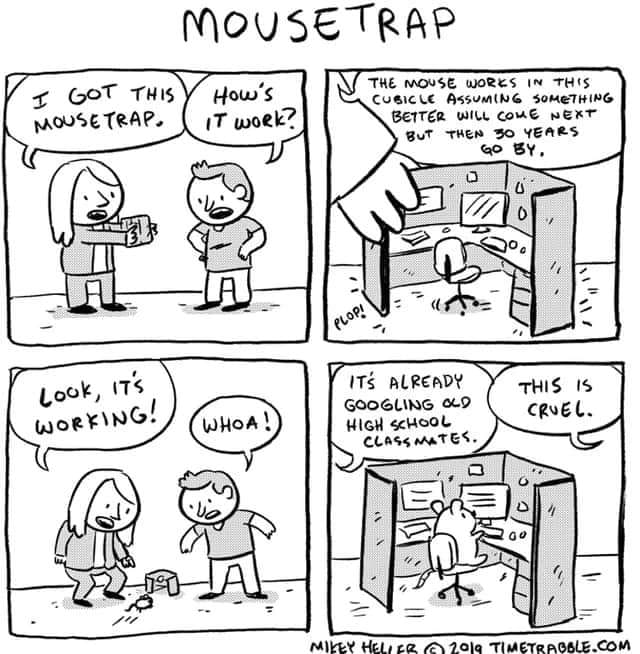 MOUSETRAP
I GOT THIS
MOUSETRAP.
HOW'S
IT WORK?
THE MOUSE WORKS IN THIS
CUBICLE ASSUMING SOMETHING
BETTER WILL COME NEXT
BUT THEN 30 YEARS
GO BY.
PLOP!
LOOK, IT'S
WORKING!
WHOA!
IT'S ALREADY
GOOGLING OLD
HIGH SCHOOL
CLASSMATES.
THIS IS
CRUEL.
MIKEY HELLER © 2019 TIMETRABBLE.COM